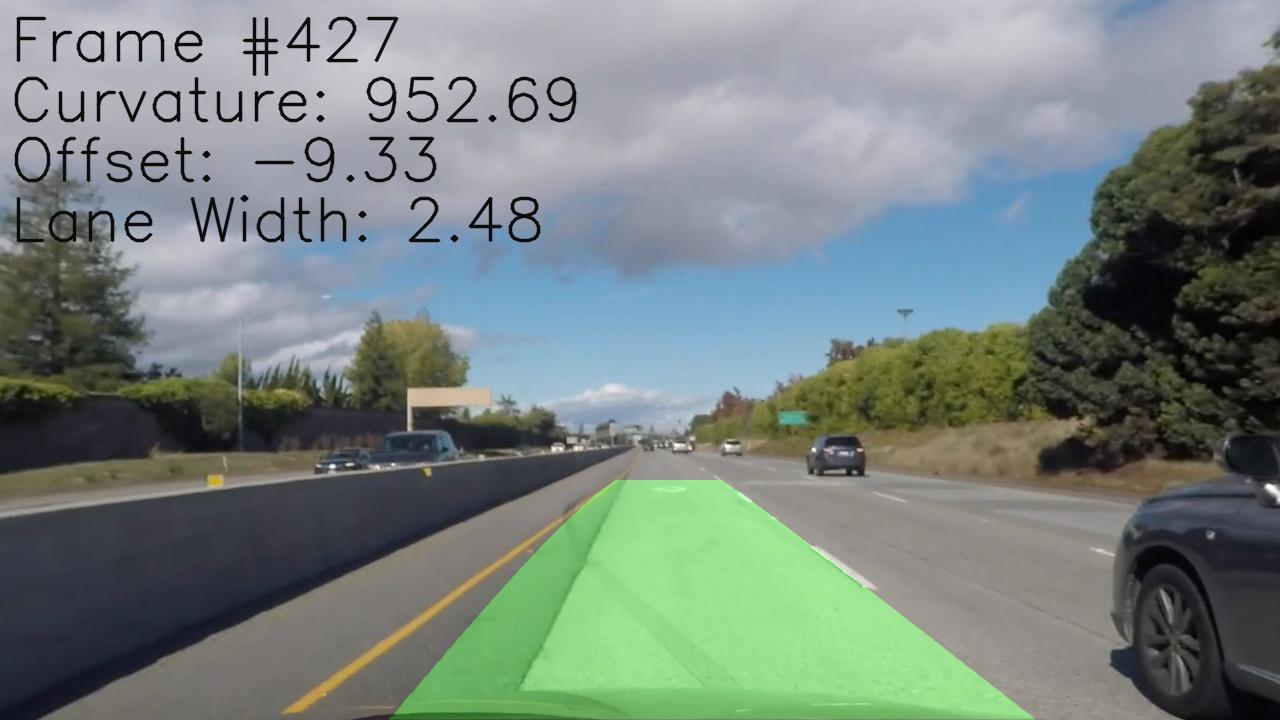 Frame #427
Curvature: 952.69
Offset: -9.33
Lane Width: 2.48